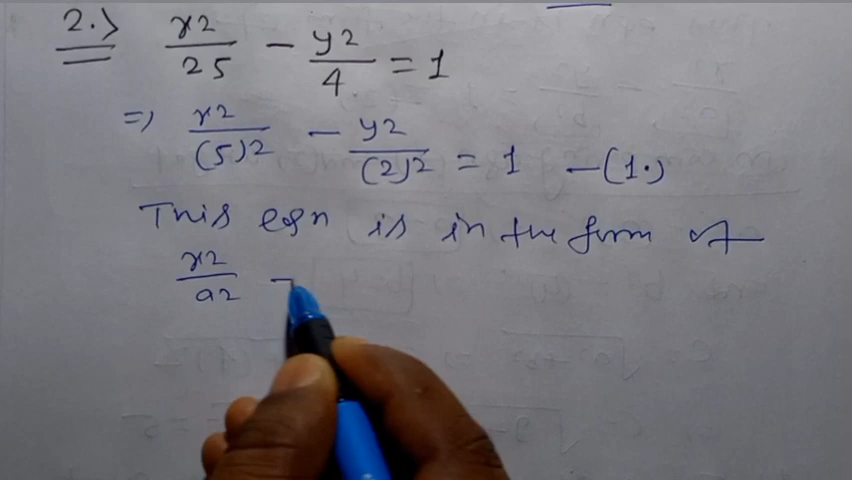 2.) x2/25 - y2/4 = 1
=> x2/(5)2 - y2/(2)2 = 1 -(1.)
This eqn is in the form of
x2/a2 -